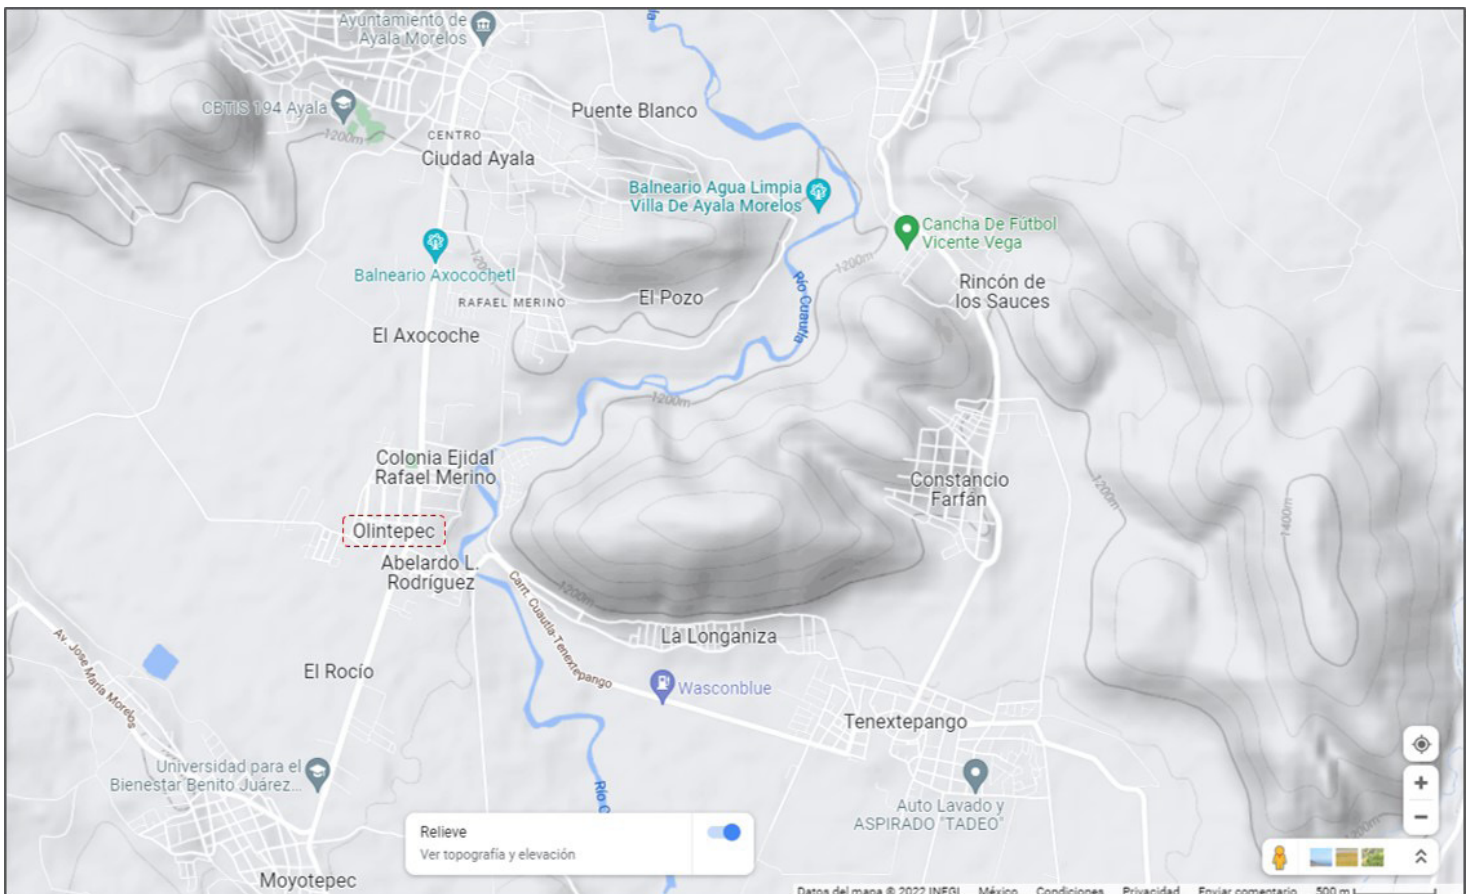 Ayuntamiento de
Ayala Morelos
CBTIS 194 Ayala
1200m
CENTRO
Ciudad Ayala
Puente Blanco
Balneario Agua Limpia
Villa De Ayala Morelos
Cancha De Fútbol
Vicente Vega
Balneario Axocochetl
1200m
Rincón de
los Sauces
RAFAEL MERINO
El Pozo
Río Cuautla
El Axocoche
1200m
Colonia Ejidal
Rafael Merino
Constancio
Farfán
1200m
1400m
Olintepec
Abelardo L.
Rodríguez
1200m
Carrt. Cuautla-Tenextepango
La Longaniza
Av. Jose María Morelos
El Rocío
Wasconblue
Tenextepango
Universidad para el
Bienestar Benito Juárez...
Río C
Auto Lavado y
ASPIRADO "TADEO"
1200m
Relieve
Ver topografía y elevación
Moyotepec
Datos del mapa © 2022 INEGI México Condiciones Privacidad Enviar comentario 500 m